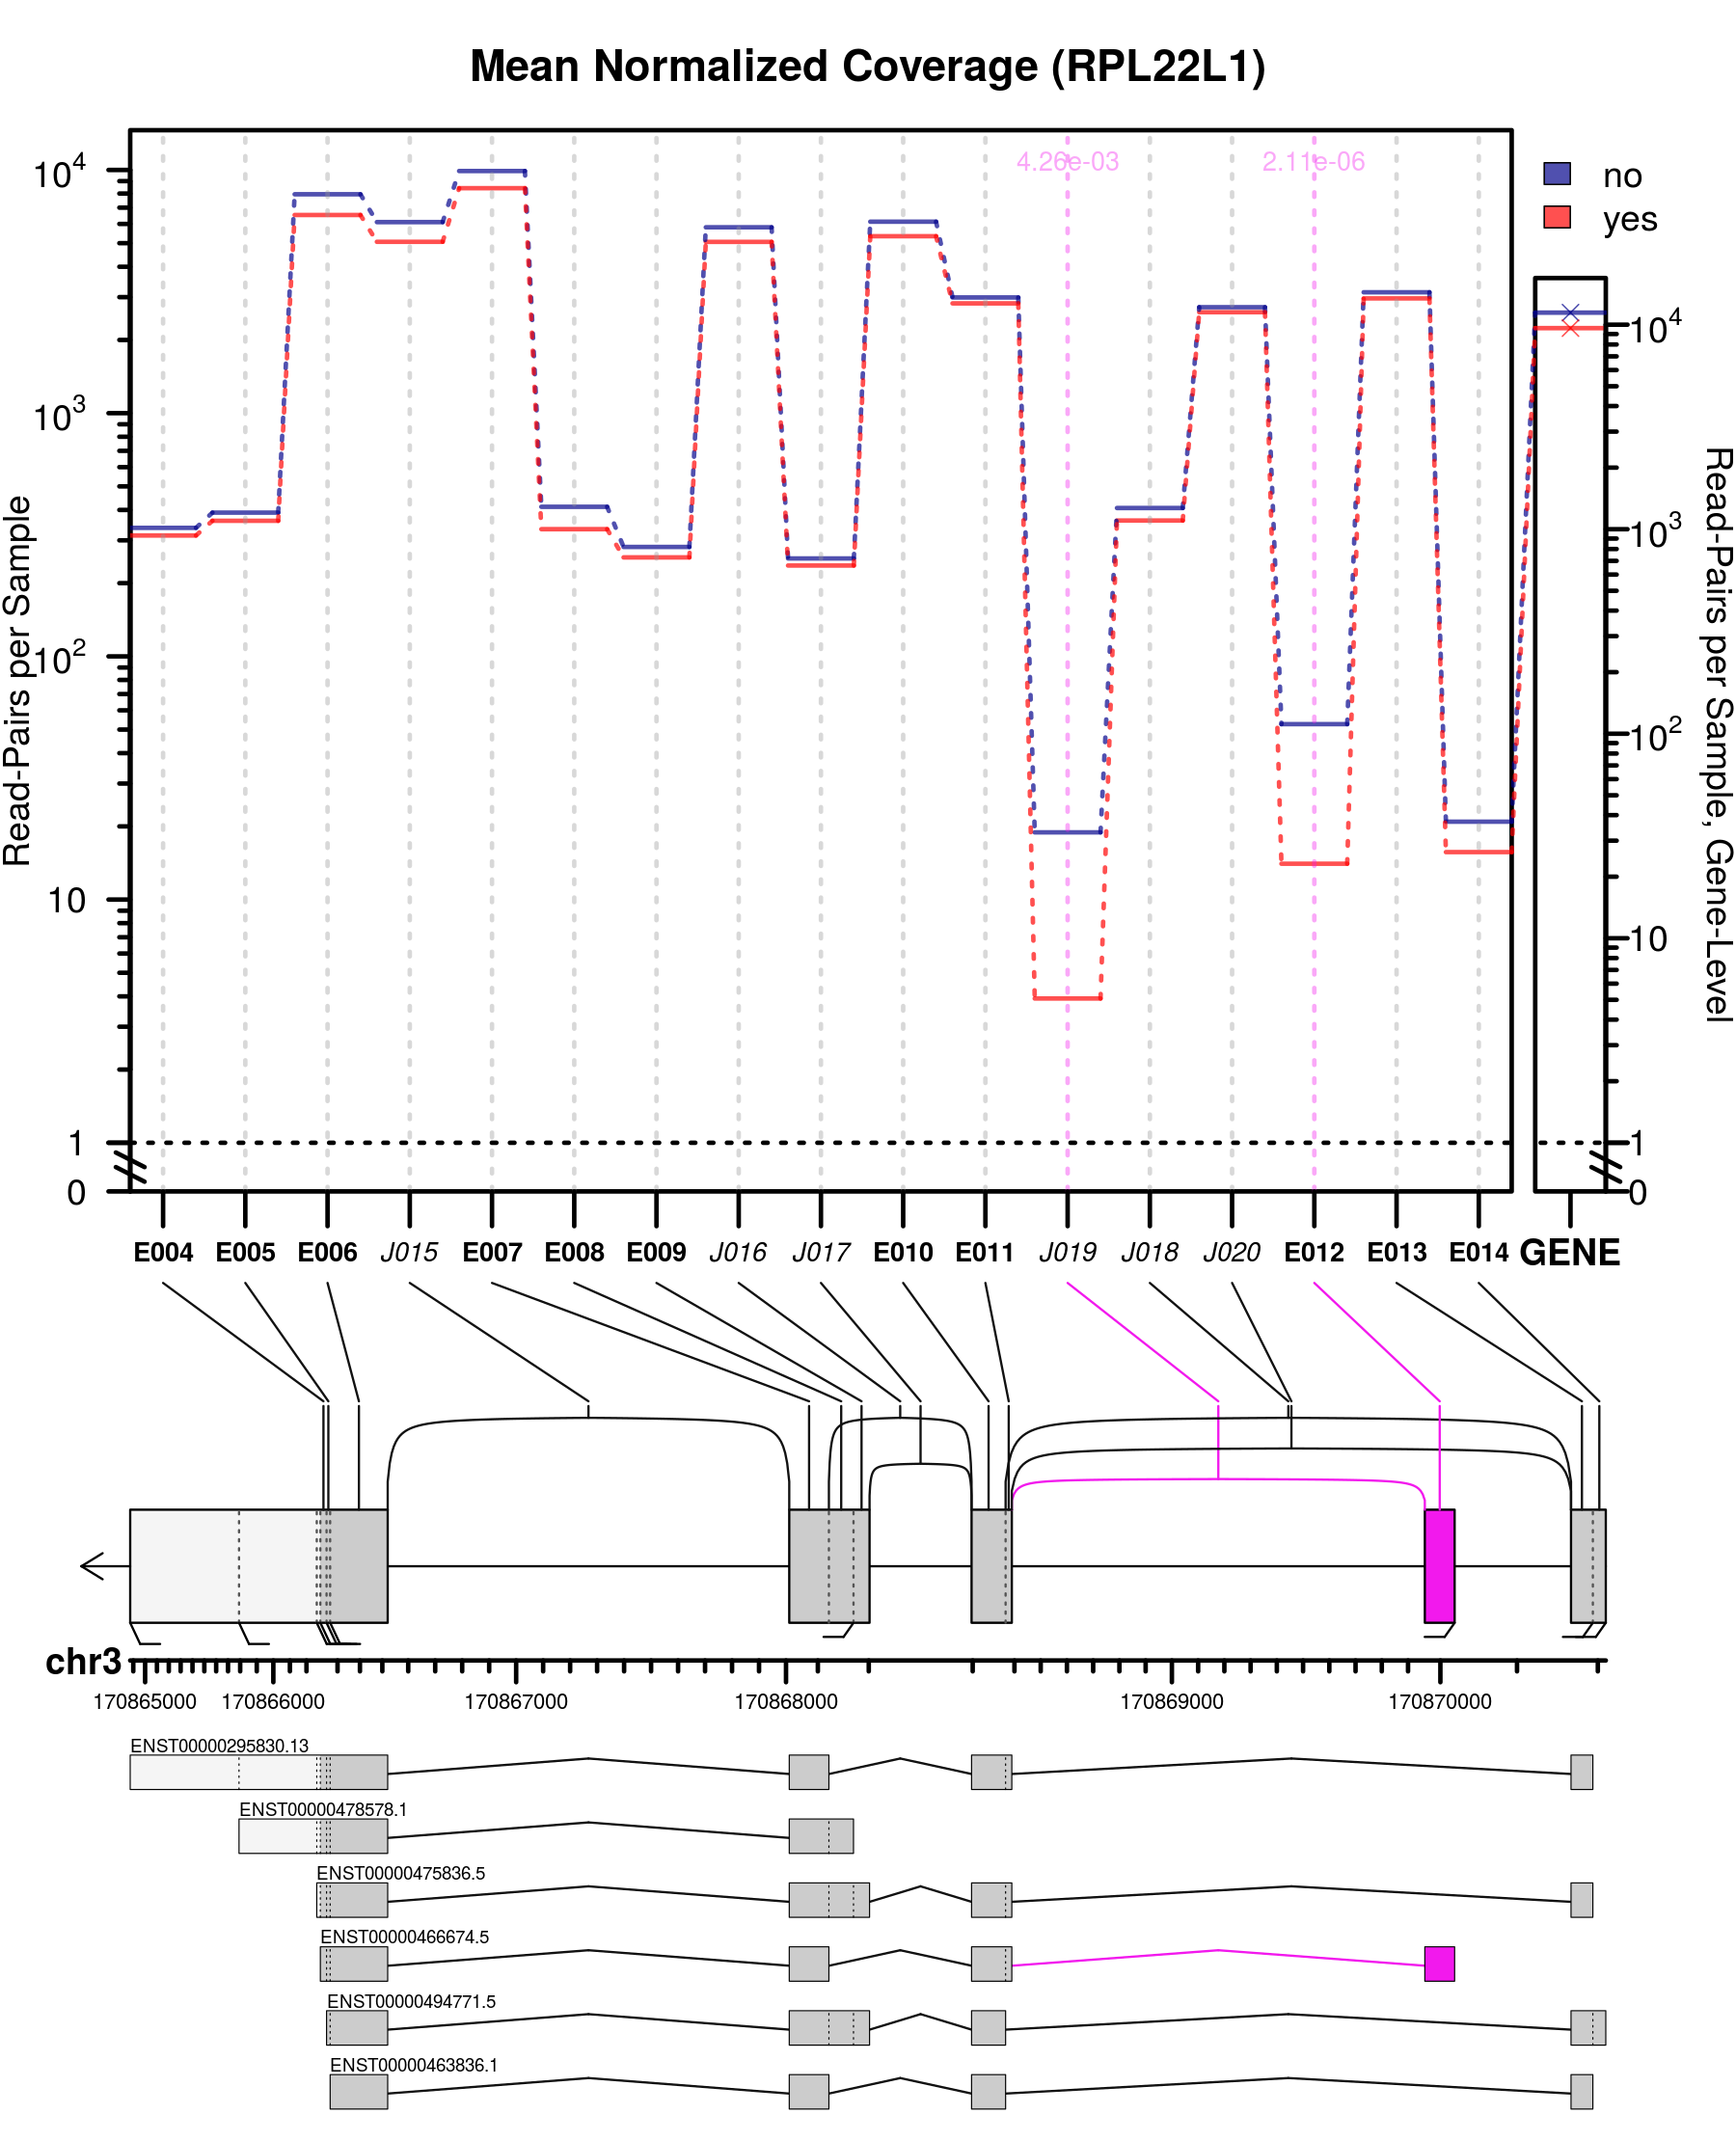 Mean Normalized Coverage (RPL22L1)
4.26e-03 2.11e-06
no
yes
Read-Pairs per Sample
10^4
10^3
10^2
10
1
0
10^4
10^3
10^2
10
1
0
Read-Pairs per Sample, Gene-Level
E004 E005 E006 J015 E007 E008 E009 J016 J017 E010 E011 J019 J018 J020 E012 E013 E014 GENE
chr3
170865000 170866000 170867000 170868000 170869000 170870000
ENST00000295830.13
ENST00000478578.1
ENST00000475836.5
ENST00000466674.5
ENST00000494771.5
ENST00000463836.1